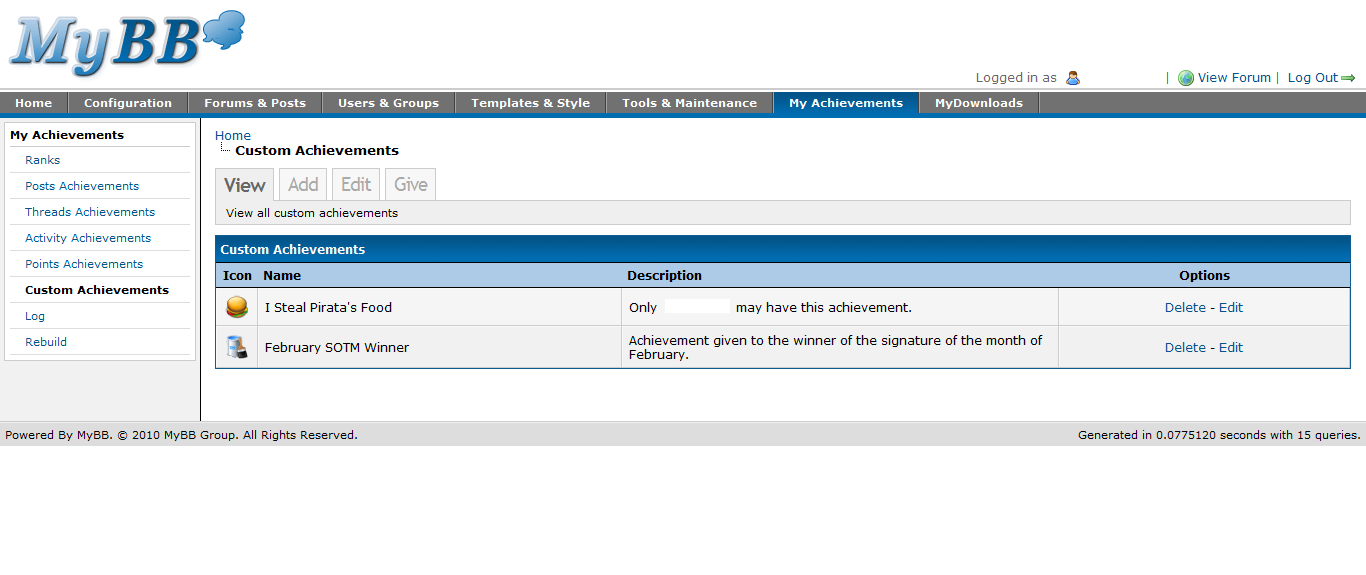 MyBB
Logged in as | View Forum | Log Out
Home Configuration Forums & Posts Users & Groups Templates & Style Tools & Maintenance My Achievements MyDownloads
My Achievements
Ranks
Posts Achievements
Threads Achievements
Activity Achievements
Points Achievements
Custom Achievements
Log
Rebuild
Home
Custom Achievements
View Add Edit Give
View all custom achievements
Custom Achievements
Icon Name Description Options
I Steal Pirata's Food Only may have this achievement. Delete - Edit
February SOTM Winner Achievement given to the winner of the signature of the month of
February. Delete - Edit
Powered By MyBB. © 2010 MyBB Group. All Rights Reserved. Generated in 0.0775120 seconds with 15 queries.